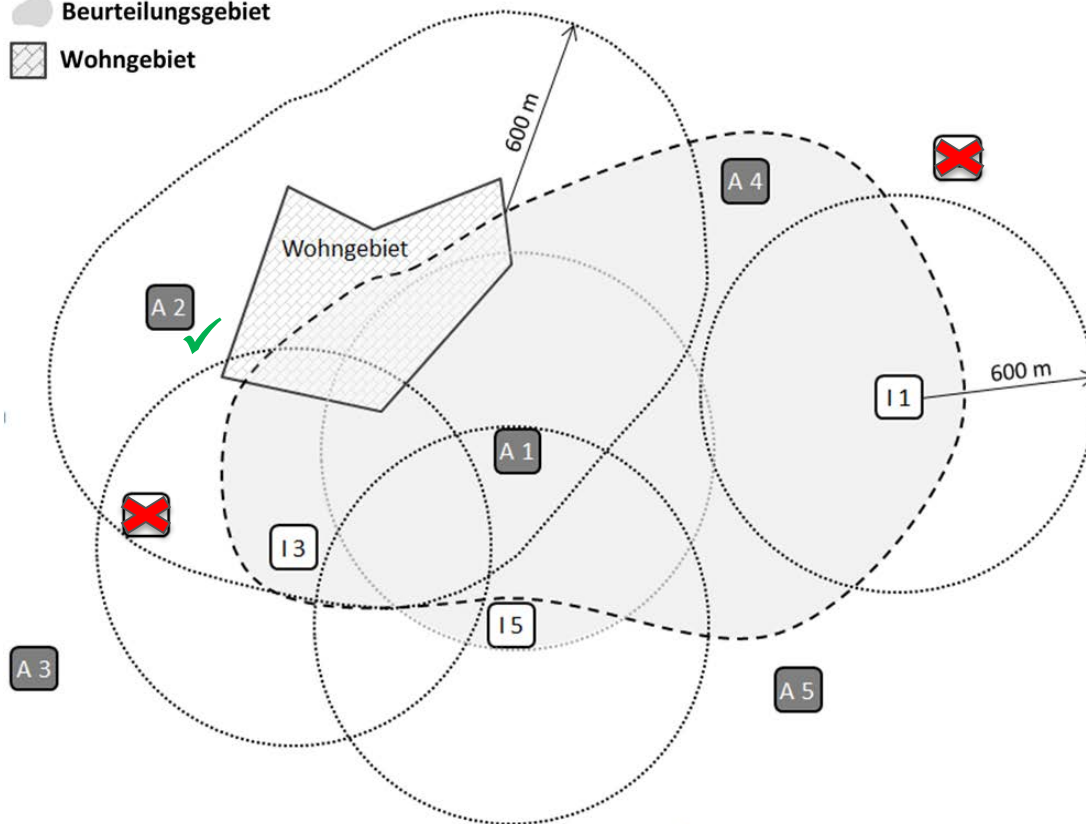 Beurteilungsgebiet
Wohngebiet
600 m
A 4
Wohngebiet
A 2
600 m
I 1
A 1
I 3
I 5
A 3
A 5